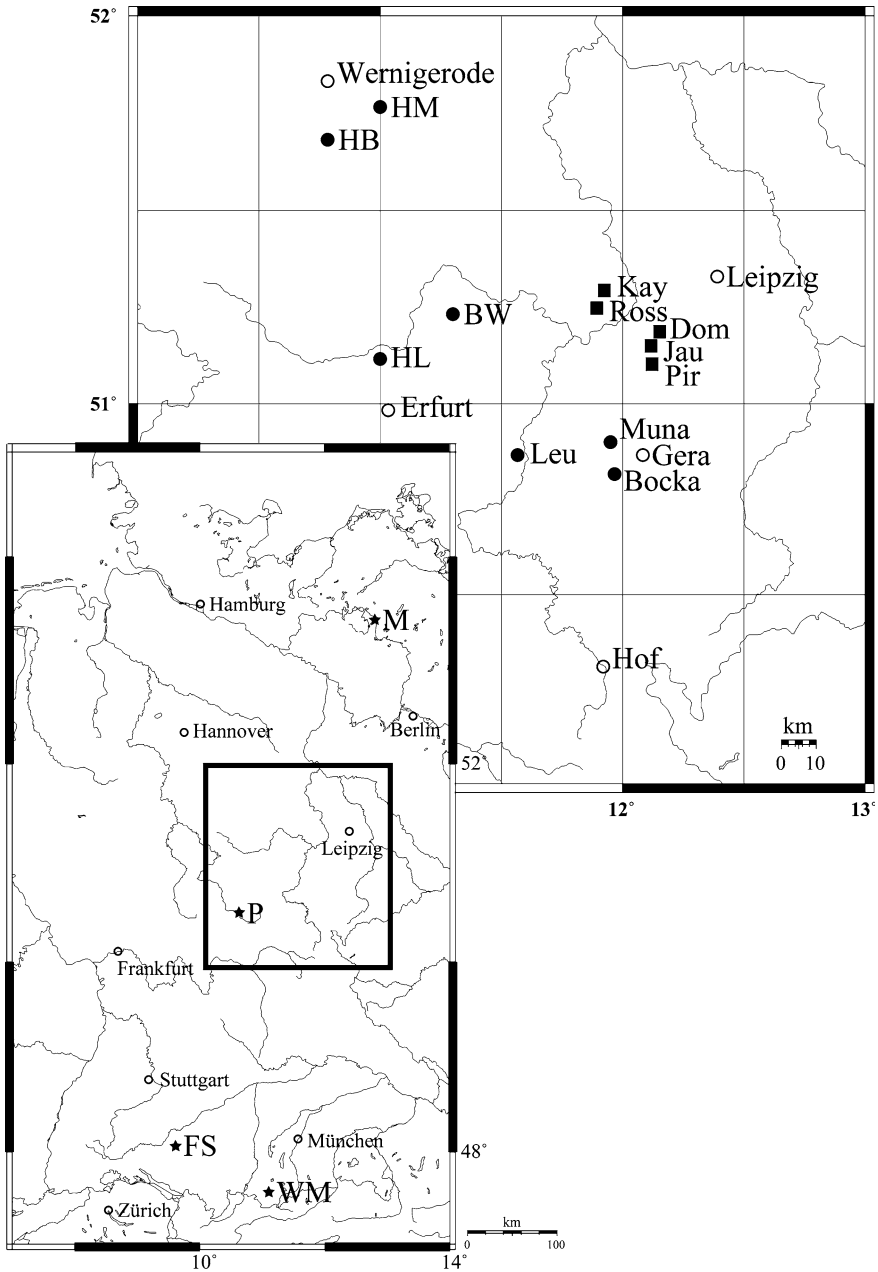 52°
Wernigerode
HM
HB
Kay
Leipzig
Ross
BW
Dom
Jau
HL
Pir
51°
Erfurt
Muna
Leu
Gera
Bocka
Hamburg
M
Hof
Hannover
Berlin
km
0 10
52°
12°
13°
Leipzig
P
Frankfurt
Stuttgart
FS
München
48°
WM
Zürich
km
0 100
10°
14°